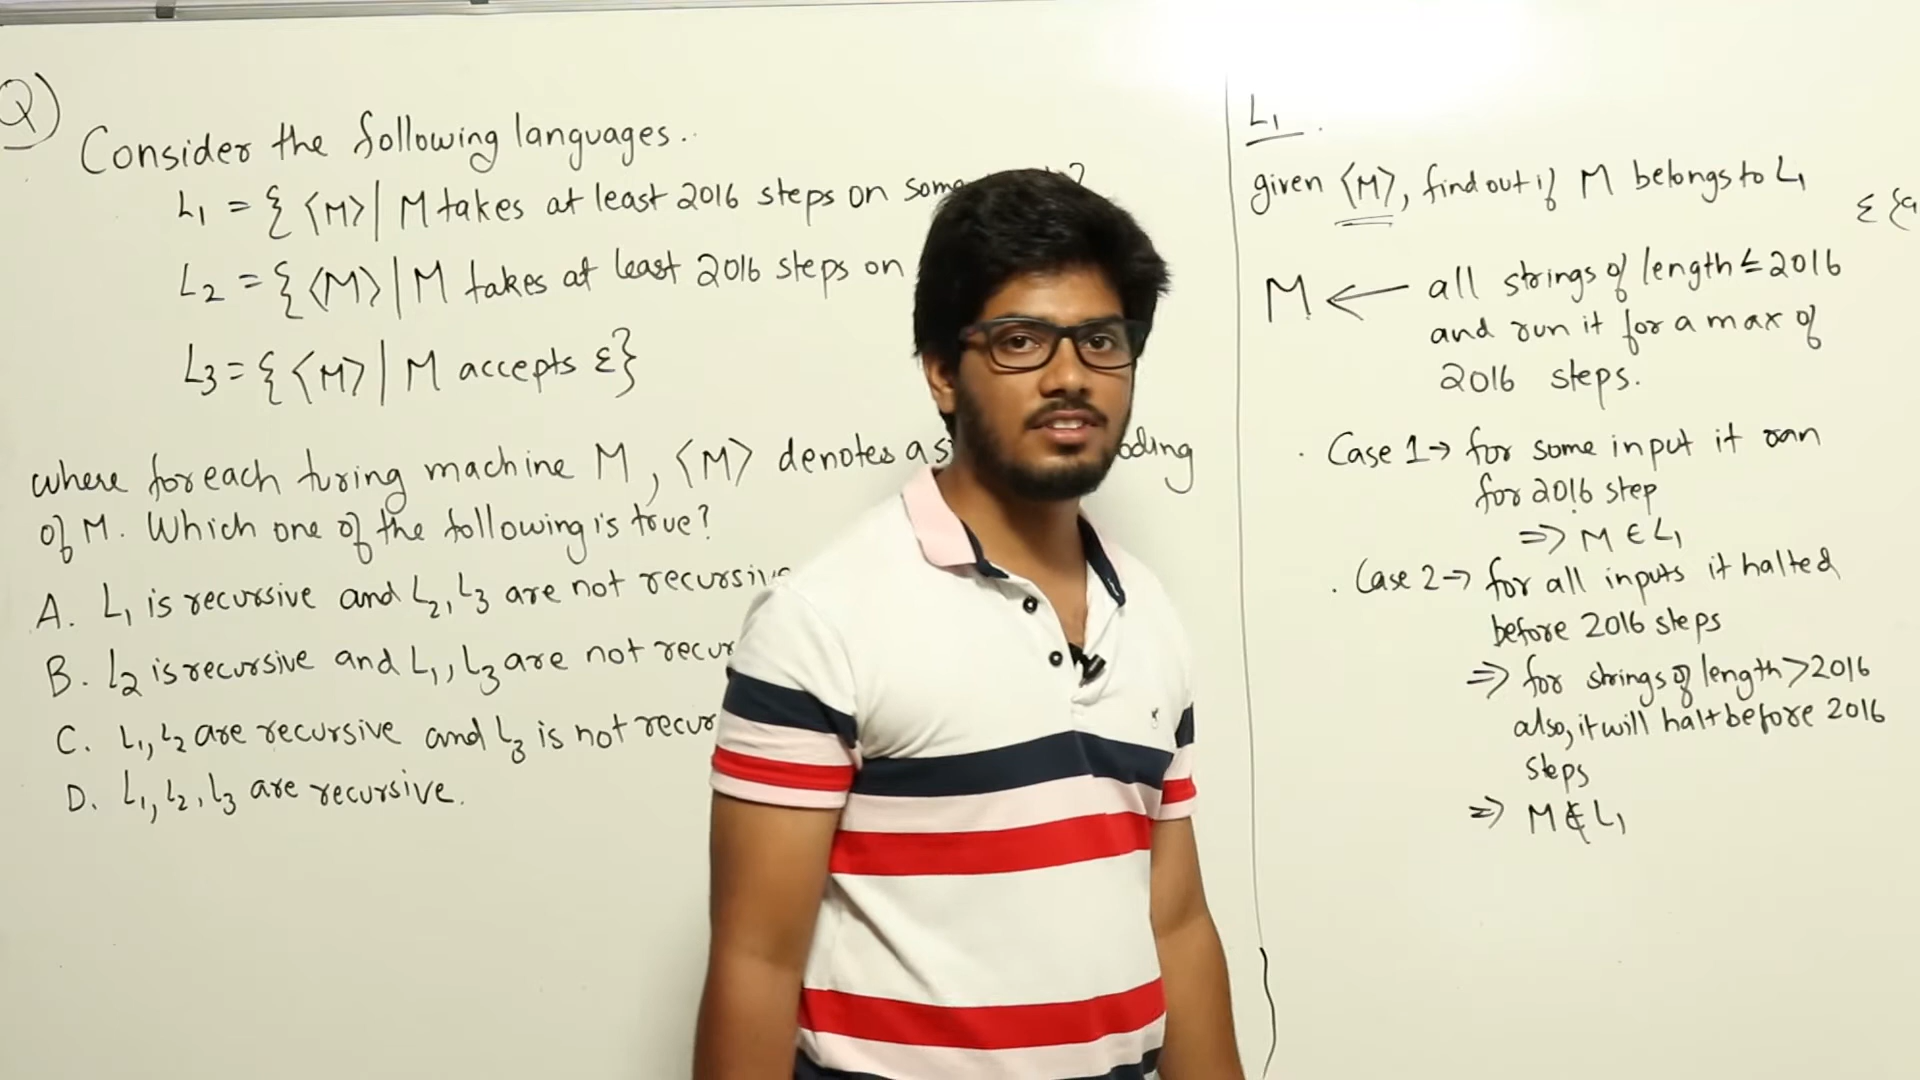 Q)
Consider the following languages..
L1 = { ⟨M⟩ | M takes at least 2016 steps on some
L2 = { ⟨M⟩ | M takes at least 2016 steps on
L3 = { ⟨M⟩ | M accepts ε}
where for each turing machine M, ⟨M⟩ denotes a
of M. Which one of the following is true?
A. L1 is recursive and L2, L3 are not recursive
B. L2 is recursive and L1, L3 are not recur
C. L1, L2 are recursive and L3 is not recur
D. L1, L2, L3 are recursive.
L1.
given ⟨M⟩, find out if M belongs to L1
ε {a
M ← all strings of length ≤ 2016
and run it for a max of
2016 steps.
. Case 1 → for some input it ran
for 2016 step
⇒ M ∈ L1
. Case 2 → for all inputs it halted
before 2016 steps
⇒ for strings of length > 2016
also, it will halt before 2016
steps
⇒ M ∉ L1